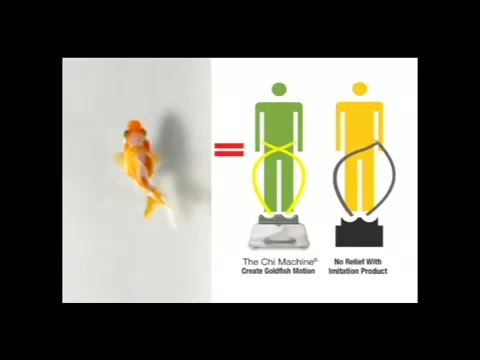 The Chi Machine®
Create Goldfish Motion
No Relief With
Imitation Product